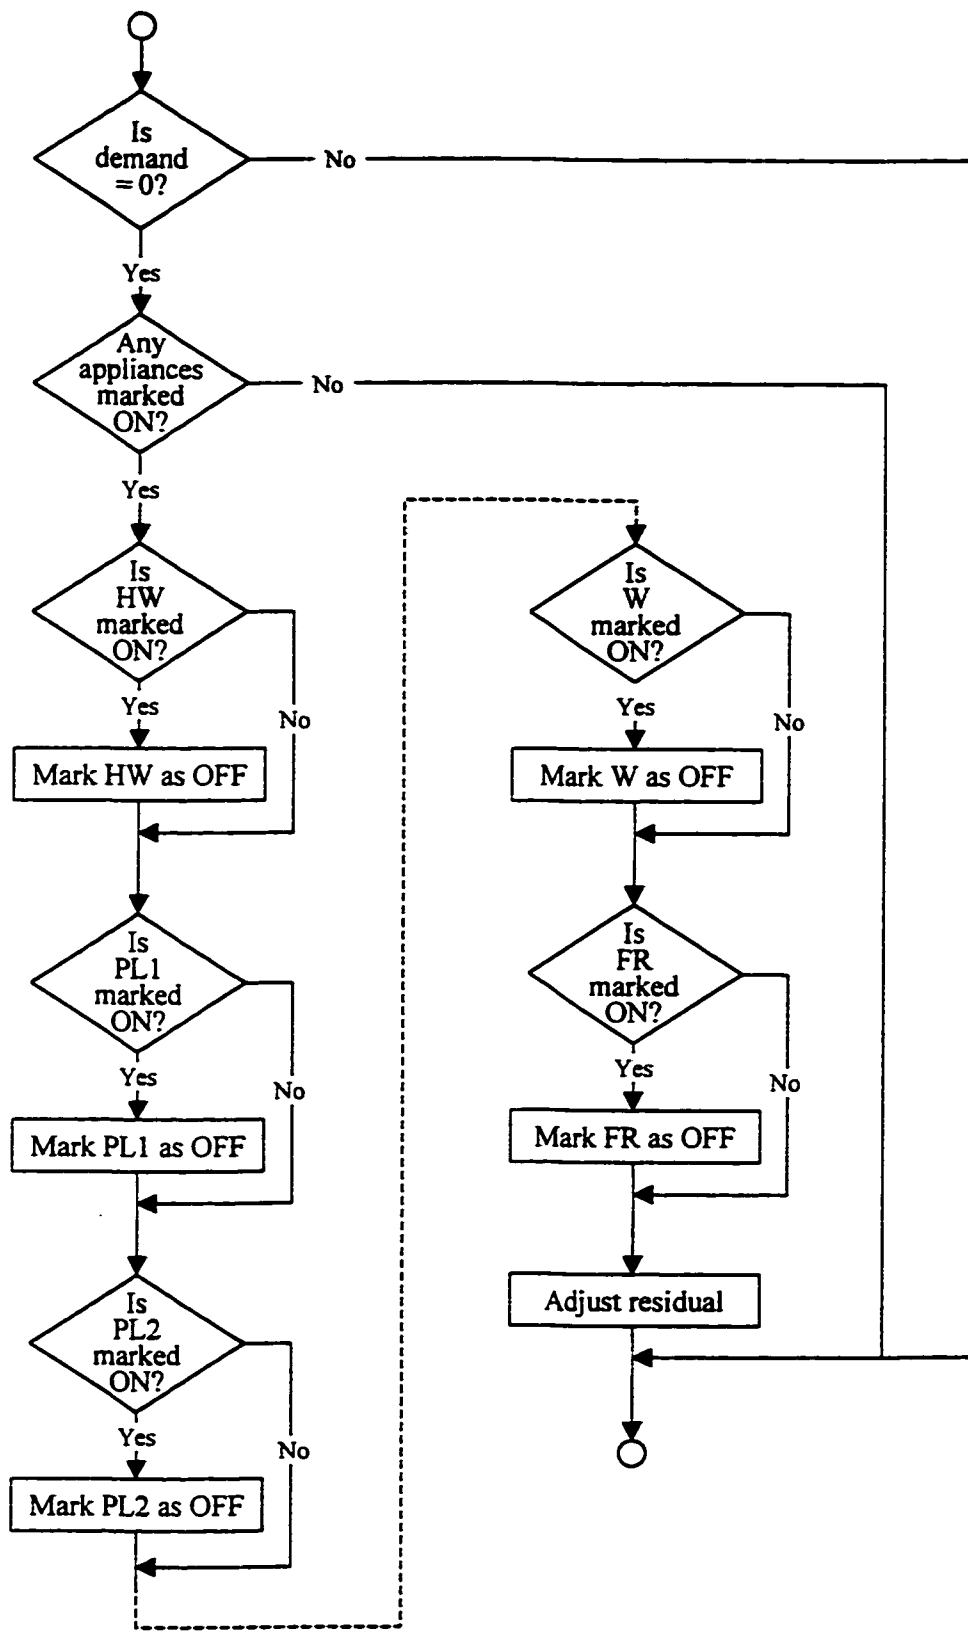 Is
demand
= 0?
No
Yes
Any
appliances
marked
ON?
No
Yes
Is
HW
marked
ON?
Yes
No
Mark HW as OFF
Is
PL1
marked
ON?
Yes
No
Mark PL1 as OFF
Is
PL2
marked
ON?
Yes
No
Mark PL2 as OFF
Is
W
marked
ON?
Yes
No
Mark W as OFF
Is
FR
marked
ON?
Yes
No
Mark FR as OFF
Adjust residual